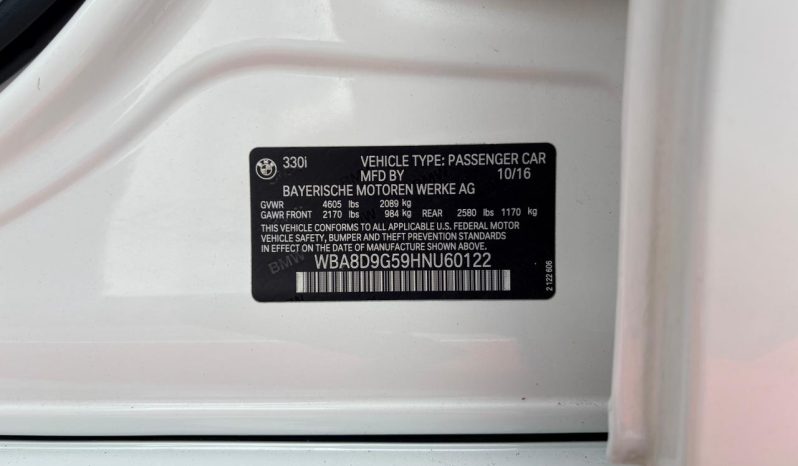 330i VEHICLE TYPE: PASSENGER CAR
MFD BY 10/16
BAYERISCHE MOTOREN WERKE AG
GVWR 4605 lbs 2089 kg
GAWR FRONT 2170 lbs 984 kg REAR 2580 lbs 1170 kg
THIS VEHICLE CONFORMS TO ALL APPLICABLE U.S. FEDERAL MOTOR
VEHICLE SAFETY, BUMPER, AND THEFT PREVENTION STANDARDS
IN EFFECT ON THE DATE OF MANUFACTURE SHOWN ABOVE.
WBA8D9G59HNU60122
2 122 606